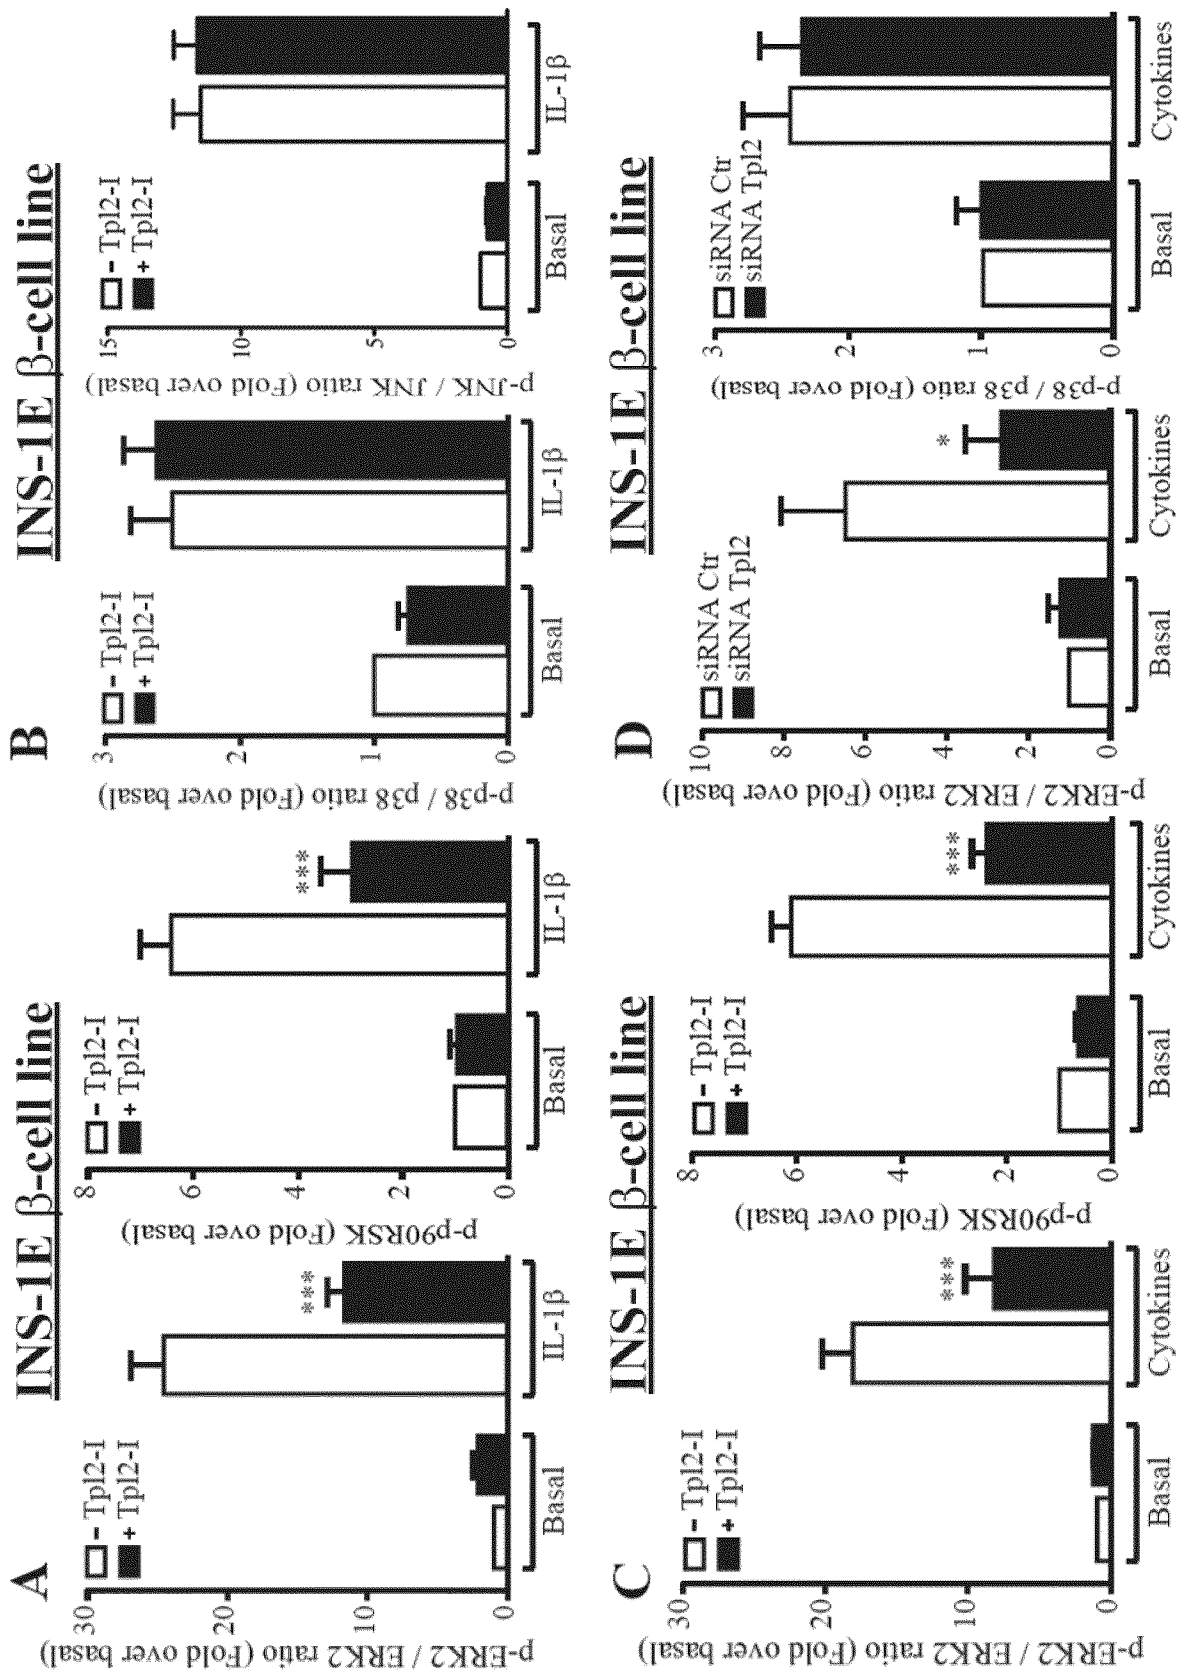 A
INS-1E β-cell line
p-ERK2 / ERK2 ratio (Fold over basal)
30
20
10
0
- Tpl2-I
+ Tpl2-I
Basal
IL-1β
***
p-p90RSK (Fold over basal)
8
6
4
2
0
- Tpl2-I
+ Tpl2-I
Basal
IL-1β
***
B
INS-1E β-cell line
p-p38 / p38 ratio (Fold over basal)
3
2
1
0
- Tpl2-I
+ Tpl2-I
Basal
IL-1β
p-JNK / JNK ratio (Fold over basal)
15
10
5
0
- Tpl2-I
+ Tpl2-I
Basal
IL-1β
C
INS-1E β-cell line
p-ERK2 / ERK2 ratio (Fold over basal)
30
20
10
0
- Tpl2-I
+ Tpl2-I
Basal
Cytokines
***
p-p90RSK (Fold over basal)
8
6
4
2
0
- Tpl2-I
+ Tpl2-I
Basal
Cytokines
***
D
INS-1E β-cell line
p-ERK2 / ERK2 ratio (Fold over basal)
10
8
6
4
2
0
siRNA Ctr
siRNA Tpl2
Basal
Cytokines
*
p-p38 / p38 ratio (Fold over basal)
3
2
1
0
siRNA Ctr
siRNA Tpl2
Basal
Cytokines